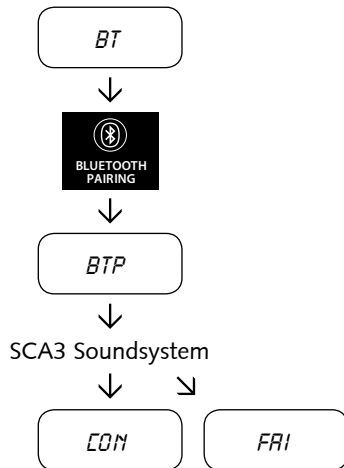 BT
BLUETOOTH
PAIRING
BTP
SCA3 Soundsystem
CON FAI